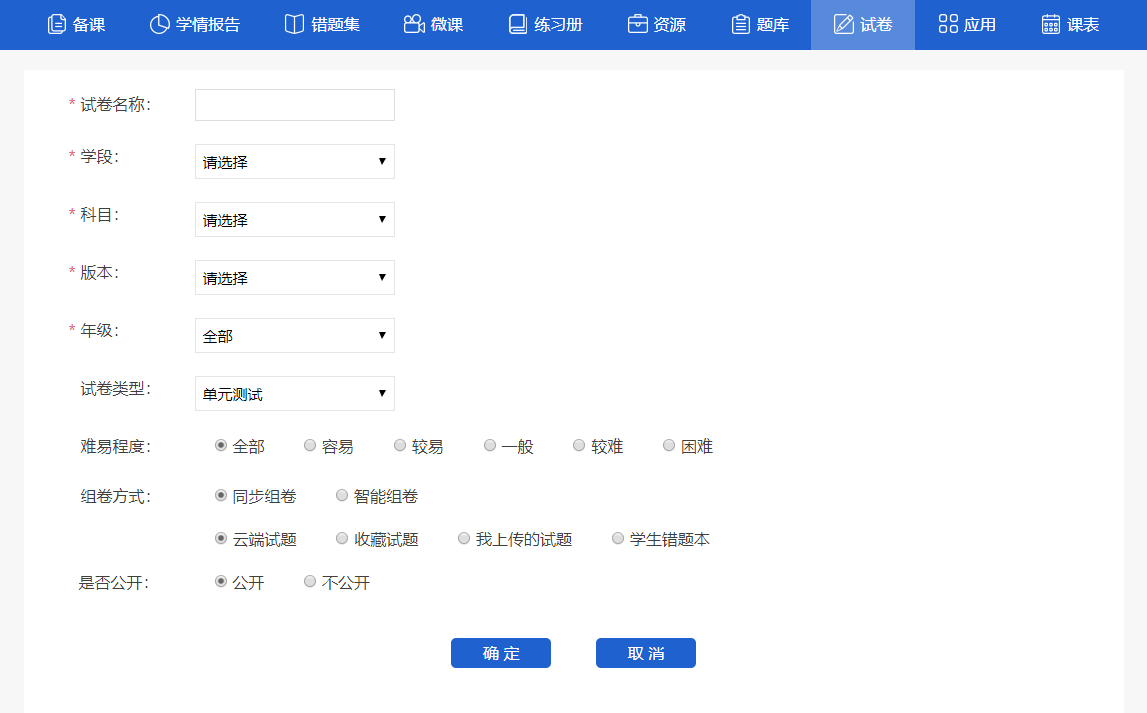 备课 学情报告 错题集 微课 练习册 资源 题库 试卷 应用 课表
* 试卷名称：
* 学段： 请选择
* 科目： 请选择
* 版本： 请选择
* 年级： 全部
试卷类型： 单元测试
难易程度： 全部 容易 较易 一般 较难 困难
组卷方式： 同步组卷 智能组卷
云端试题 收藏试题 我上传的试题 学生错题本
是否公开： 公开 不公开
确 定 取 消